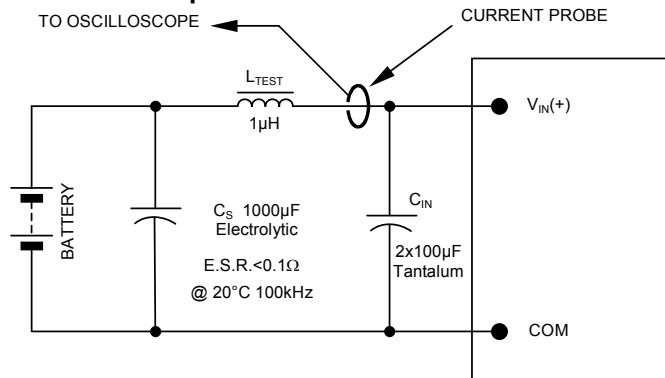 TO OSCILLOSCOPE
CURRENT PROBE
L_TEST
1µH
V_IN(+)
BATTERY
C_S 1000µF
Electrolytic
E.S.R.<0.1Ω
@ 20°C 100kHz
C_IN
2x100µF
Tantalum
COM